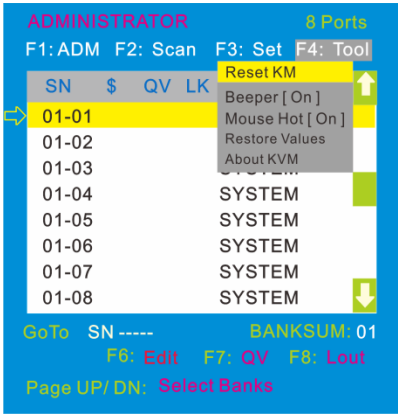 ADMINISTRATOR 8 Ports
F1: ADM F2: Scan F3: Set F4: Tool
SN $ QV LK
Reset KM
Beeper [ On ]
Mouse Hot [ On ]
Restore Values
About KVM
01-01
01-02
01-03
01-04 SYSTEM
01-05 SYSTEM
01-06 SYSTEM
01-07 SYSTEM
01-08 SYSTEM
GoTo SN ----- BANKSUM: 01
F6: Edit F7: QV F8: Lout
Page UP/ DN: Select Banks